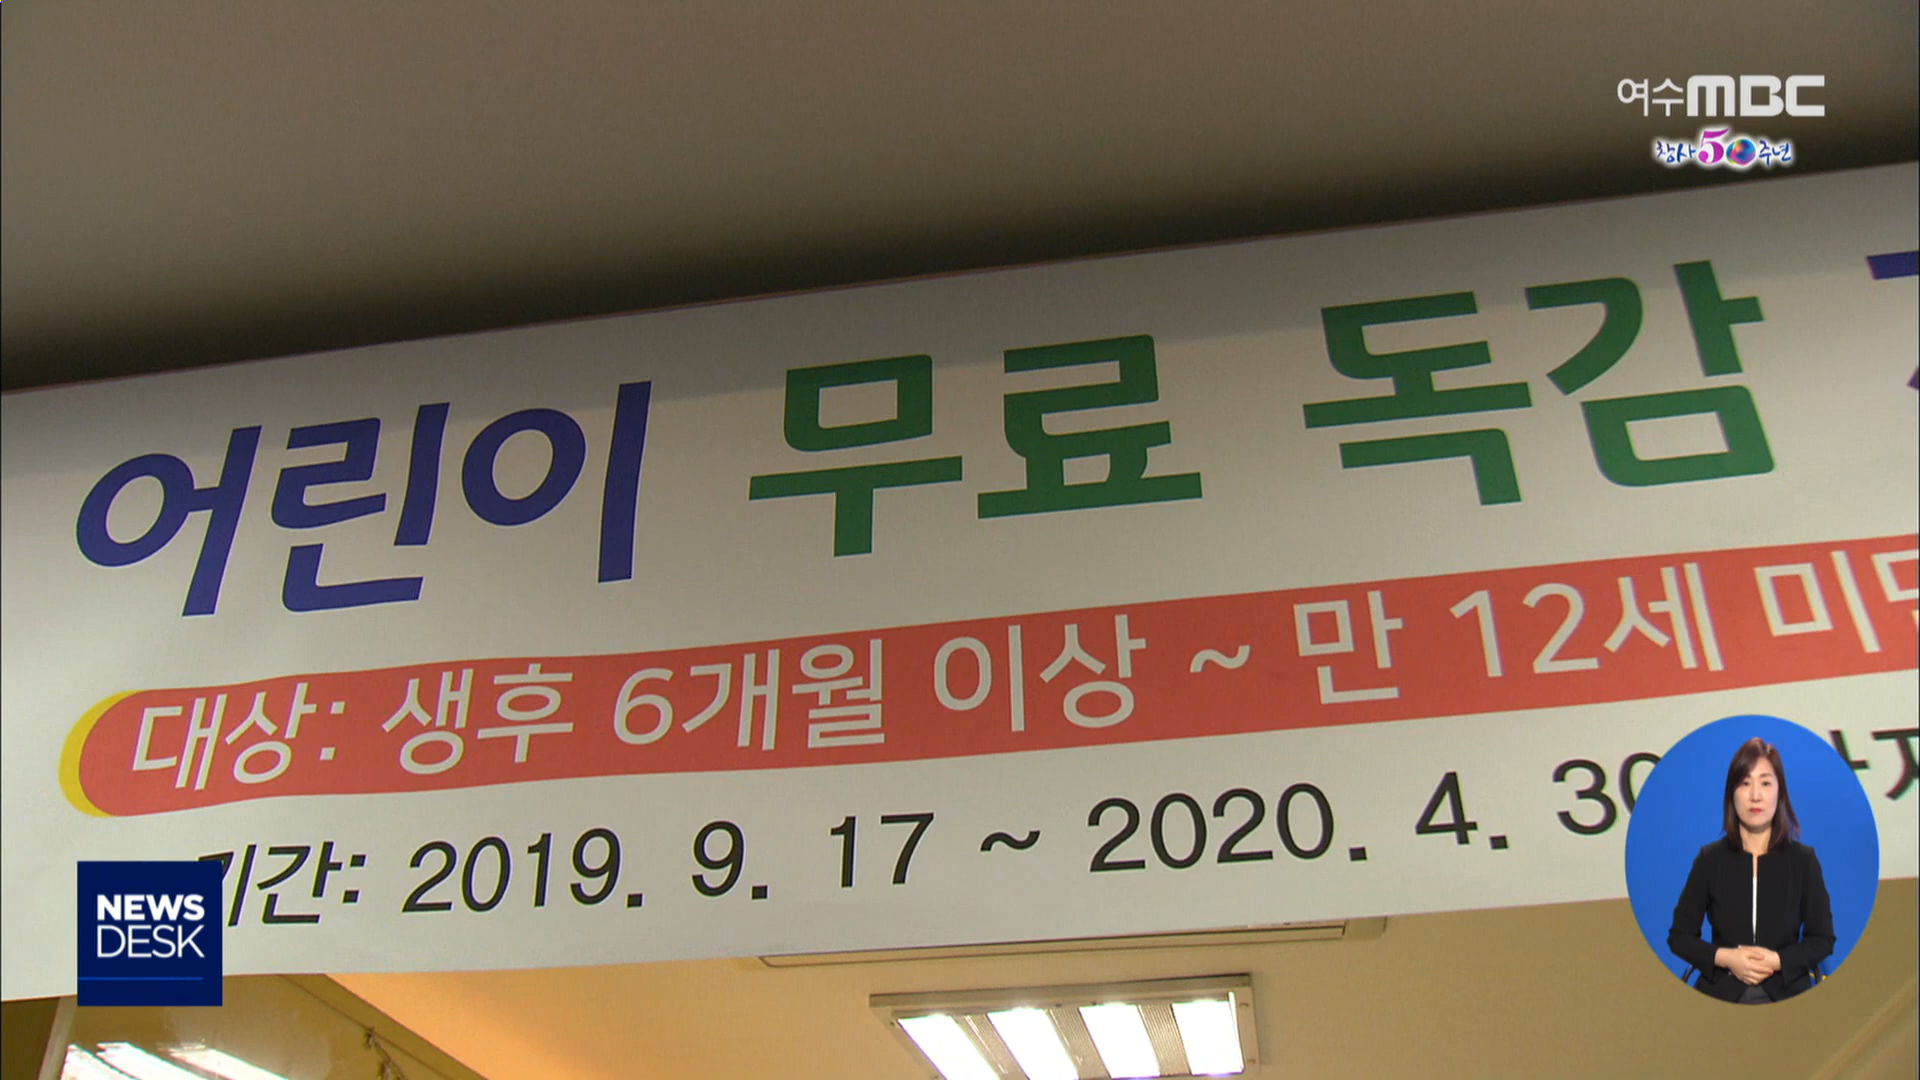 여수MBC
창사50주년
어린이 무료 독감
대상: 생후 6개월 이상 ~ 만 12세
기간: 2019. 9. 17 ~ 2020. 4. 30
NEWS
DESK